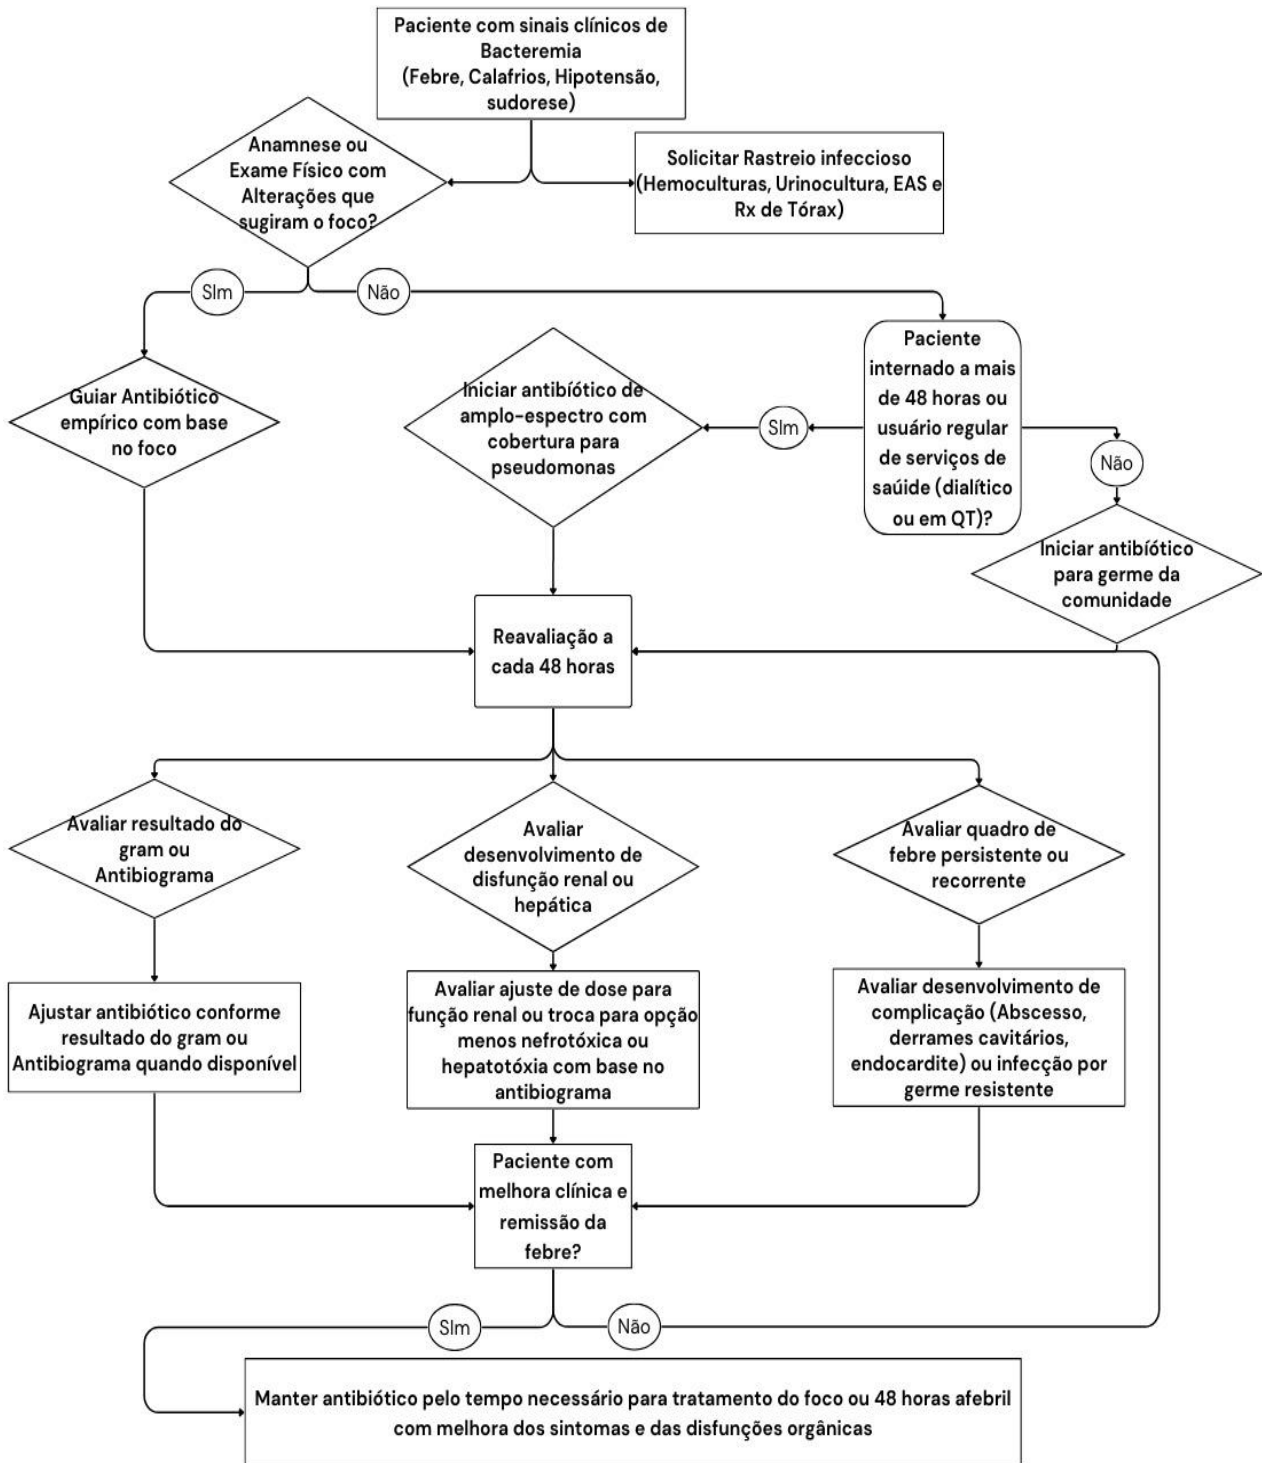 Paciente com sinais clínicos de
Bacteremia
(Febre, Calafrios, Hipotensão,
sudorese)
Anamnese ou
Exame Físico com
Alterações que
sugiram o foco?
Solicitar Rastreio infeccioso
(Hemoculturas, Urinocultura, EAS e
Rx de Tórax)
SIm
Não
Guiar Antibiótico
empírico com base
no foco
Iniciar antibíótico de
amplo-espectro com
cobertura para
pseudomonas
SIm
Paciente
internado a mais
de 48 horas ou
usuário regular
de serviços de
saúide (dialítico
ou em QT)?
Não
Iniciar antibíótico
para germe da
comunidade
Reavaliação a
cada 48 horas
Avaliar resultado do
gram ou
Antibiograma
Avaliar
desenvolvimento de
disfunção renal ou
hepática
Avaliar quadro de
febre persistente ou
recorrente
Ajustar antibiótico conforme
resultado do gram ou
Antibiograma quando disponível
Avaliar ajuste de dose para
função renal ou troca para opção
menos nefrotóxica ou
hepatotóxia com base no
antibiograma
Avaliar desenvolvimento de
complicação (Abscesso,
derrames cavitários,
endocardite) ou infecção por
germe resistente
Paciente com
melhora clínica e
remissão da
febre?
SIm
Não
Manter antibiótico pelo tempo necessário para tratamento do foco ou 48 horas afebril
com melhora dos sintomas e das disfunções orgânicas